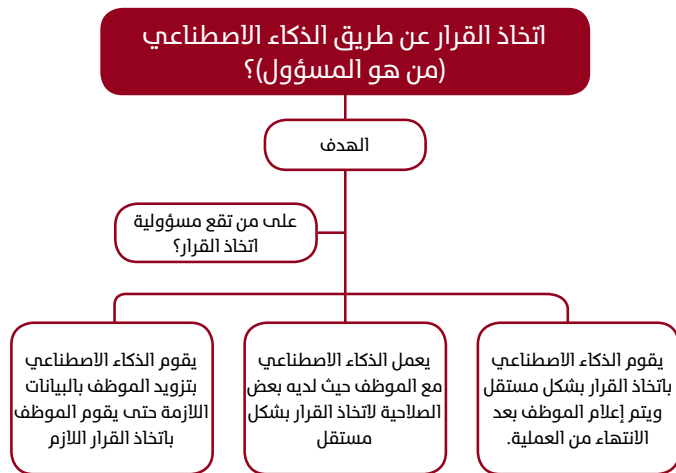 اتخاذ القرار عن طريق الذكاء الاصطناعي
(من هو المسؤول)؟
الهدف
على من تقع مسؤولية
اتخاذ القرار؟
يقوم الذكاء الاصطناعي
باتخاذ القرار بشكل مستقل
ويتم إعلام الموظف بعد
الانتهاء من العملية.
يعمل الذكاء الاصطناعي
مع الموظف حيث لديه بعض
الصلاحية لاتخاذ القرار بشكل
مستقل
يقوم الذكاء الاصطناعي
بتزويد الموظف بالبيانات
اللازمة حتى يقوم الموظف
باتخاذ القرار اللازم